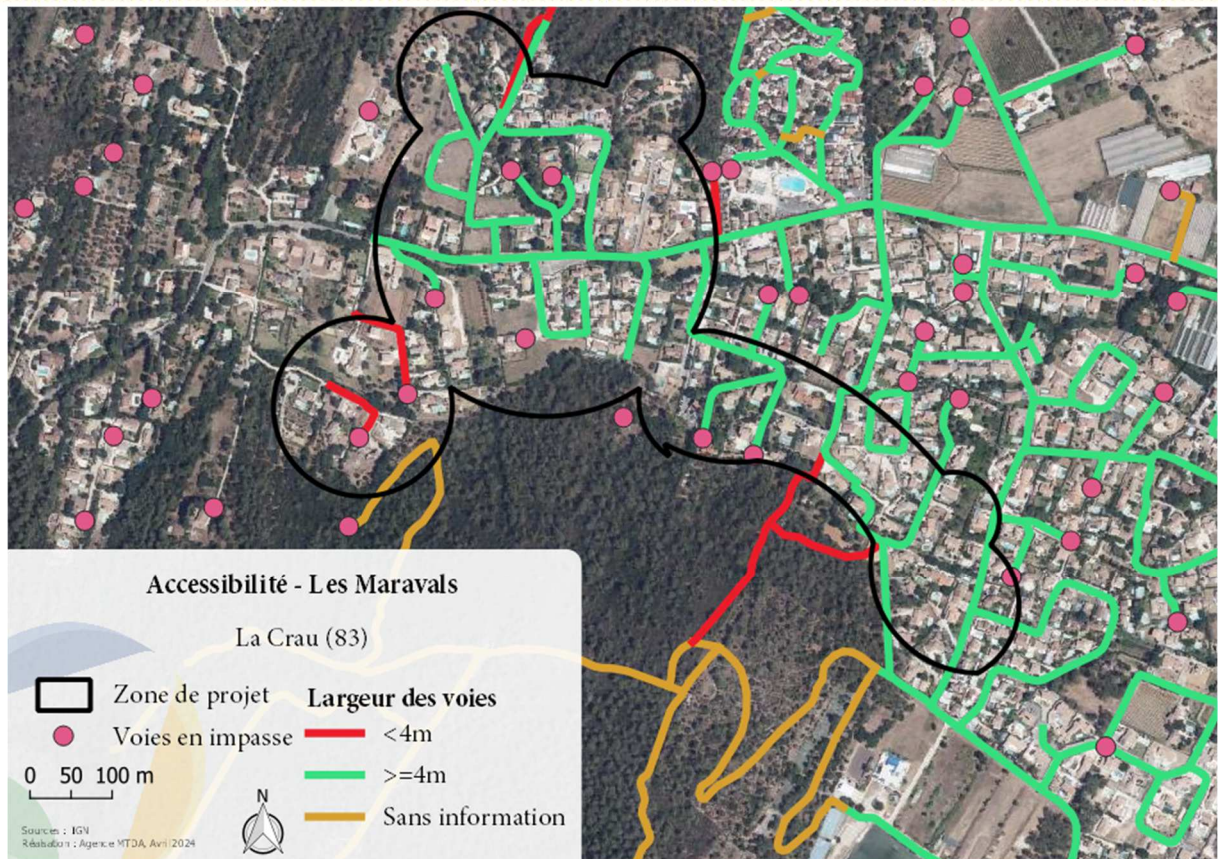 Accessibilité - Les Maravals
La Crau (83)
Zone de projet
Voies en impasse
0 50 100 m
Largeur des voies
<4m
>=4m
Sans information
N
Sources : IGN
Réalisation : Agence MTDA, Avril 2024